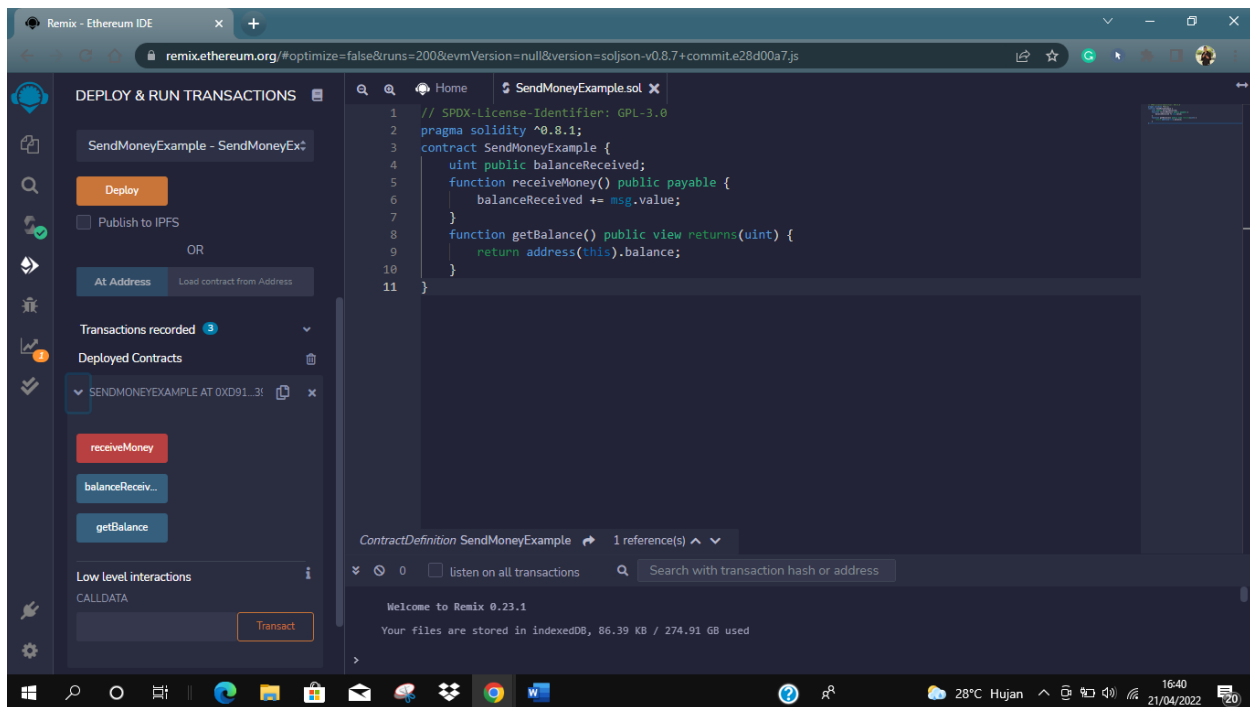 Remix - Ethereum IDE
remix.ethereum.org/#optimize=false&runs=200&evmVersion=null&version=soljson-v0.8.7+commit.e28d00a7.js
DEPLOY & RUN TRANSACTIONS
SendMoneyExample - SendMoneyEx
Deploy
Publish to IPFS
OR
At Address
Load contract from Address
Transactions recorded 3
Deployed Contracts
SENDMONEYEXAMPLE AT 0XD91...39
receiveMoney
balanceReceiv...
getBalance
Low level interactions
i
CALLDATA
Transact
1
Home
SendMoneyExample.sol
1 // SPDX-License-Identifier: GPL-3.0
2 pragma solidity ^0.8.1;
3 contract SendMoneyExample {
4 uint public balanceReceived;
5 function receiveMoney() public payable {
6 balanceReceived += msg.value;
7 }
8 function getBalance() public view returns(uint) {
9 return address(this).balance;
10 }
11 }
ContractDefinition SendMoneyExample 1 reference(s)
0 listen on all transactions Search with transaction hash or address
Welcome to Remix 0.23.1
Your files are stored in indexedDB, 86.39 KB / 274.91 GB used
>
28°C Hujan
16:40
21/04/2022
20